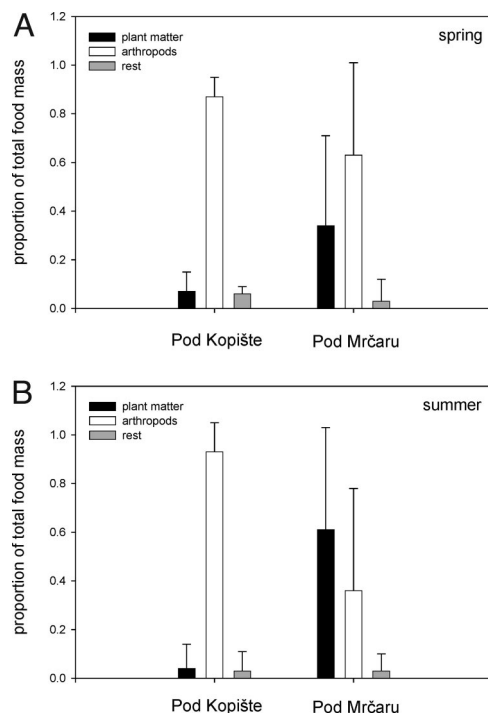 A
spring
plant matter
arthropods
rest
proportion of total food mass
1.2
1.0
0.8
0.6
0.4
0.2
0.0
Pod Kopište
Pod Mrčaru
B
summer
plant matter
arthropods
rest
proportion of total food mass
1.2
1.0
0.8
0.6
0.4
0.2
0.0
Pod Kopište
Pod Mrčaru